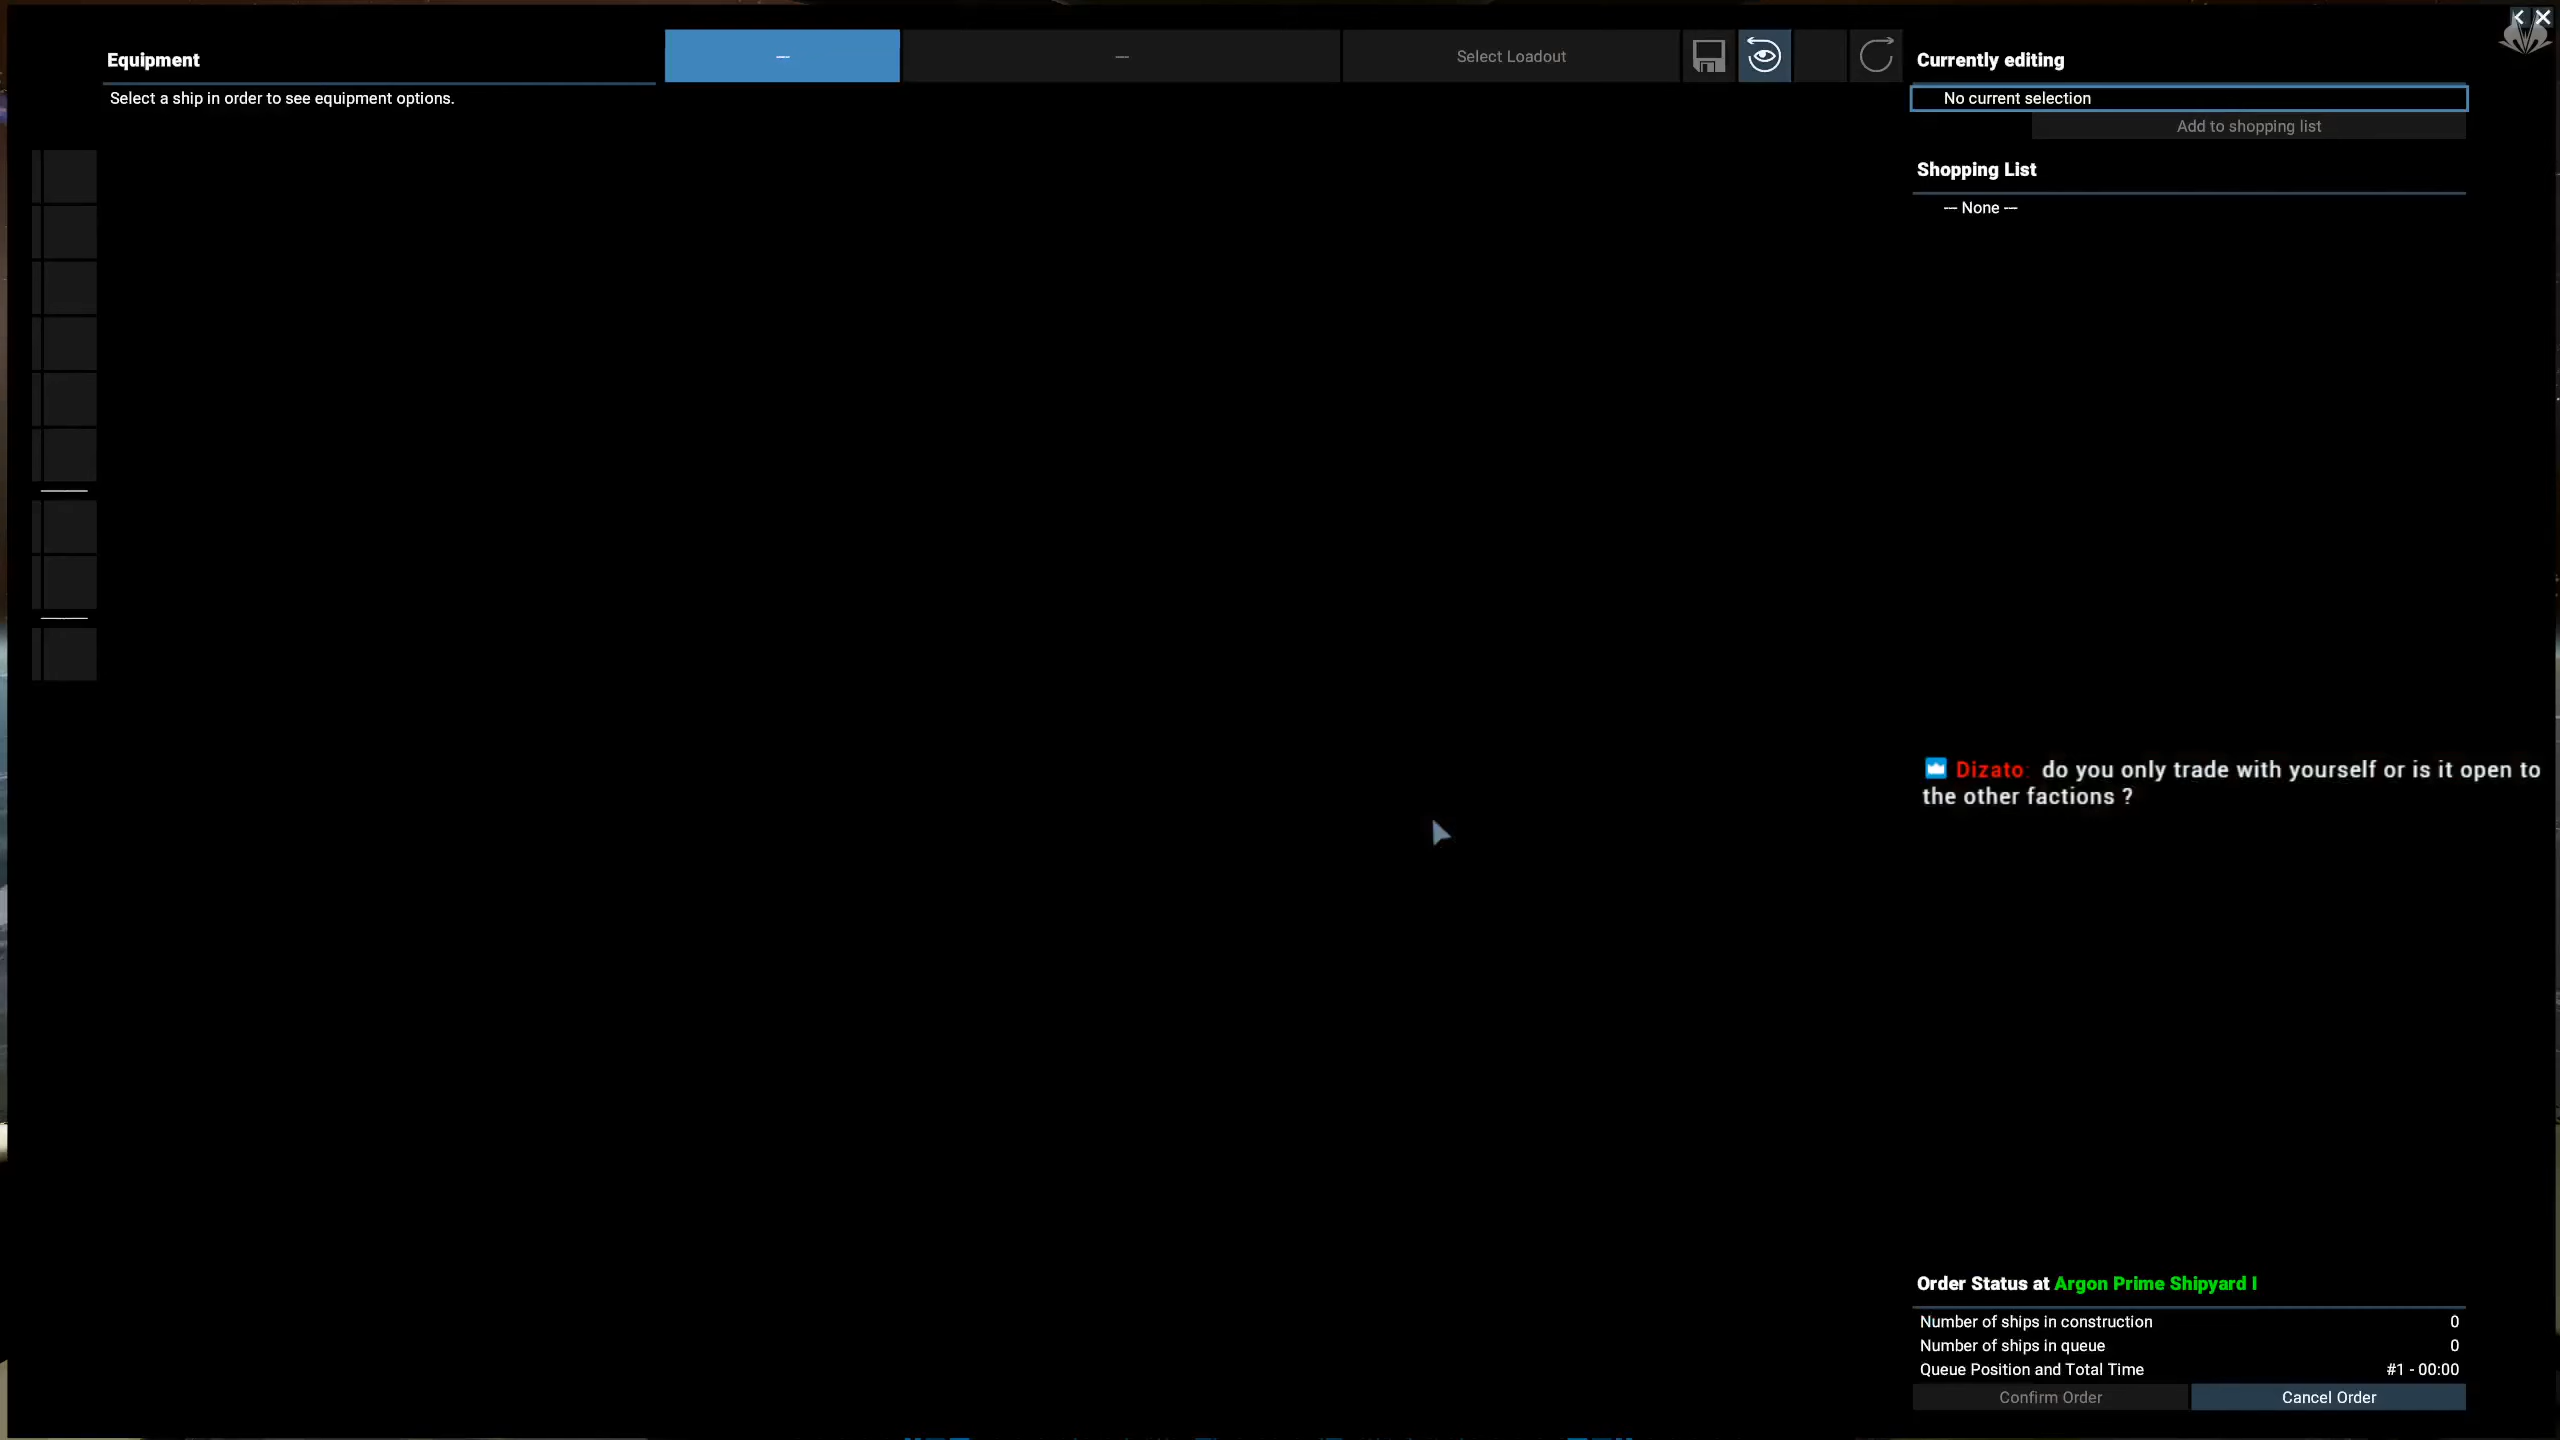 Equipment
Select a ship in order to see equipment options.
---
---
Select Loadout
Currently editing
No current selection
Add to shopping list
Shopping List
--- None ---
Dizato: do you only trade with yourself or is it open to
the other factions ?
Order Status at Argon Prime Shipyard I
Number of ships in construction 0
Number of ships in queue 0
Queue Position and Total Time #1 - 00:00
Confirm Order
Cancel Order